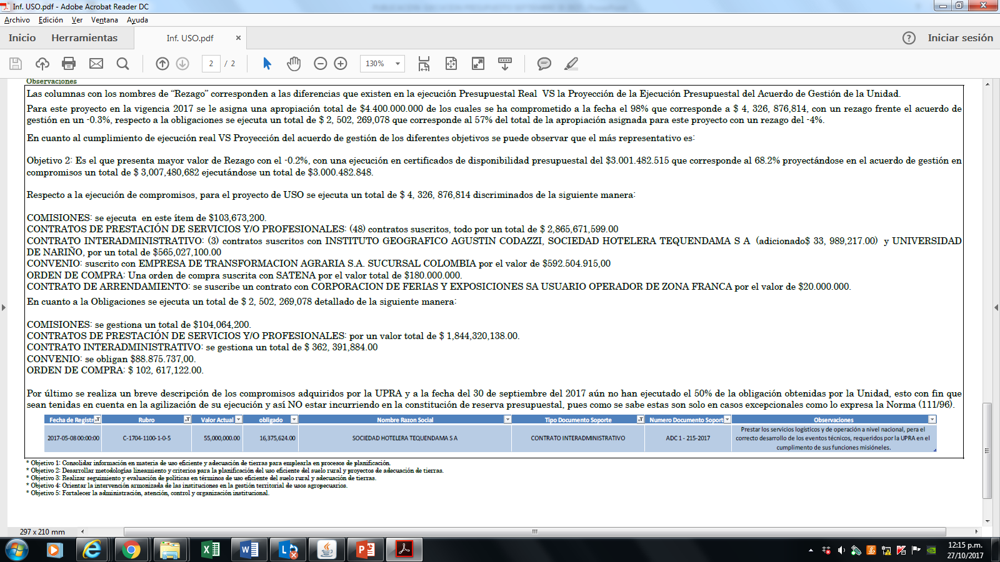 Inf. USO.pdf - Adobe Acrobat Reader DC
Archivo Edición Ver Ventana Ayuda
Inicio Herramientas Inf. USO.pdf × ? Iniciar sesión
2 / 2 130%
Observaciones
Las columnas con los nombres de “Rezago” corresponden a las diferencias que existen en la ejecución Presupuestal Real VS la Proyección de la Ejecución Presupuestal del Acuerdo de Gestión de la Unidad.
Para este proyecto en la vigencia 2017 se le asigna una apropiación total de $4.400.000.000 de los cuales se ha comprometido a la fecha el 98% que corresponde a $ 4, 326, 876,814, con un rezago frente el acuerdo de
gestión en un -0.3%, respecto a la obligaciones se ejecuta un total de $ 2, 502, 269,078 que corresponde al 57% del total de la apropiación asignada para este proyecto con un rezago del -4%.
En cuanto al cumplimiento de ejecución real VS Proyección del acuerdo de gestión de los diferentes objetivos se puede observar que el más representativo es:
Objetivo 2: Es el que presenta mayor valor de Rezago con el -0.2%, con una ejecución en certificados de disponibilidad presupuestal del $3.001.482.515 que corresponde al 68.2% proyectándose en el acuerdo de gestión en
compromisos un total de $ 3,007,480,682 ejecutándose un total de $3.000.482.848.
Respecto a la ejecución de compromisos, para el proyecto de USO se ejecuta un total de $ 4, 326, 876,814 discriminados de la siguiente manera:
COMISIONES: se ejecuta en este ítem de $103,673,200.
CONTRATOS DE PRESTACIÓN DE SERVICIOS Y/O PROFESIONALES: (48) contratos suscritos, todo por un total de $ 2,865,671,599.00
CONTRATO INTERADMINISTRATIVO: (3) contratos suscritos con INSTITUTO GEOGRAFICO AGUSTIN CODAZZI, SOCIEDAD HOTELERA TEQUENDAMA S A (adicionado$ 33, 989,217.00) y UNIVERSIDAD
DE NARIÑO, por un total de $565,027,100.00
CONVENIO: suscrito con EMPRESA DE TRANSFORMACION AGRARIA S.A. SUCURSAL COLOMBIA por el valor de $592.504.915,00
ORDEN DE COMPRA: Una orden de compra suscrita con SATENA por el valor total de $180.000.000.
CONTRATO DE ARRENDAMIENTO: se suscribe un contrato con CORPORACION DE FERIAS Y EXPOSICIONES SA USUARIO OPERADOR DE ZONA FRANCA por el valor de $20.000.000.
En cuanto a la Obligaciones se ejecuta un total de $ 2, 502, 269,078 detallado de la siguiente manera:
COMISIONES: se gestiona un total de $104,064,200.
CONTRATOS DE PRESTACIÓN DE SERVICIOS Y/O PROFESIONALES: por un valor total de $ 1,844,320,138.00.
CONTRATO INTERADMINISTRATIVO: se gestiona un total de $ 362, 391,884.00
CONVENIO: se obligan $88.875.737,00.
ORDEN DE COMPRA: $ 102, 617,122.00.
Por último se realiza un breve descripción de los compromisos adquiridos por la UPRA y a la fecha del 30 de septiembre del 2017 aún no han ejecutado el 50% de la obligación obtenidas por la Unidad, esto con fin que
sean tenidas en cuenta en la agilización de su ejecución y así NO estar incurriendo en la constitución de reserva presupuestal, pues como se sabe estas son solo en casos excepcionales como lo expresa la Norma (111/96).
Fecha de Registr Rubro Valor Actual obligado Nombre Razon Social Tipo Documento Soporte Numero Documento Soport Observaciones
2017-05-08 00:00:00 C-1704-1100-1-0-5 55,000,000.00 16,375,624.00 SOCIEDAD HOTELERA TEQUENDAMA S A CONTRATO INTERADMINISTRATIVO ADC 1 - 215-2017 Prestar los servicios logísticos y de operación a nivel nacional, pera el
correcto desarrollo de los eventos técnicos, requeridos por la UPRA en el
cumplimento de sus funciones misióneles.
* Objetivo 1: Consolidar información en materia de uso eficiente y adecuación de tierras para emplearla en procesos de planificación.
* Objetivo 2: Desarrollar metodologías lineamiento y criterios para la planificación del uso eficiente del suelo rural y proyectos de adecuación de tierras.
* Objetivo 3: Realizar seguimiento y evaluación de políticas en términos de uso eficiente del suelo rural y adecuación de tierras.
* Objetivo 4: Orientar la intervención armonizada de las instituciones en la gestión territorial de usos agropecuarios.
* Objetivo 5: Fortalecer la administración, atención, control y organización institucional.
297 x 210 mm
12:15 p.m.
27/10/2017